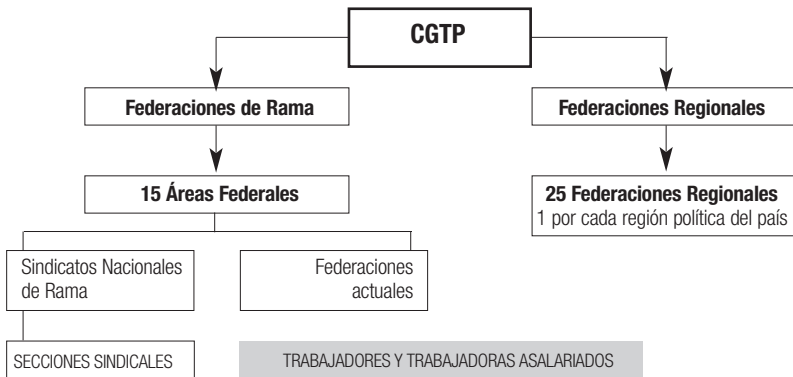 CGTP
Federaciones de Rama
Federaciones Regionales
15 Áreas Federales
25 Federaciones Regionales
1 por cada región política del país
Sindicatos Nacionales
de Rama
Federaciones
actuales
SECCIONES SINDICALES
TRABAJADORES Y TRABAJADORAS ASALARIADOS